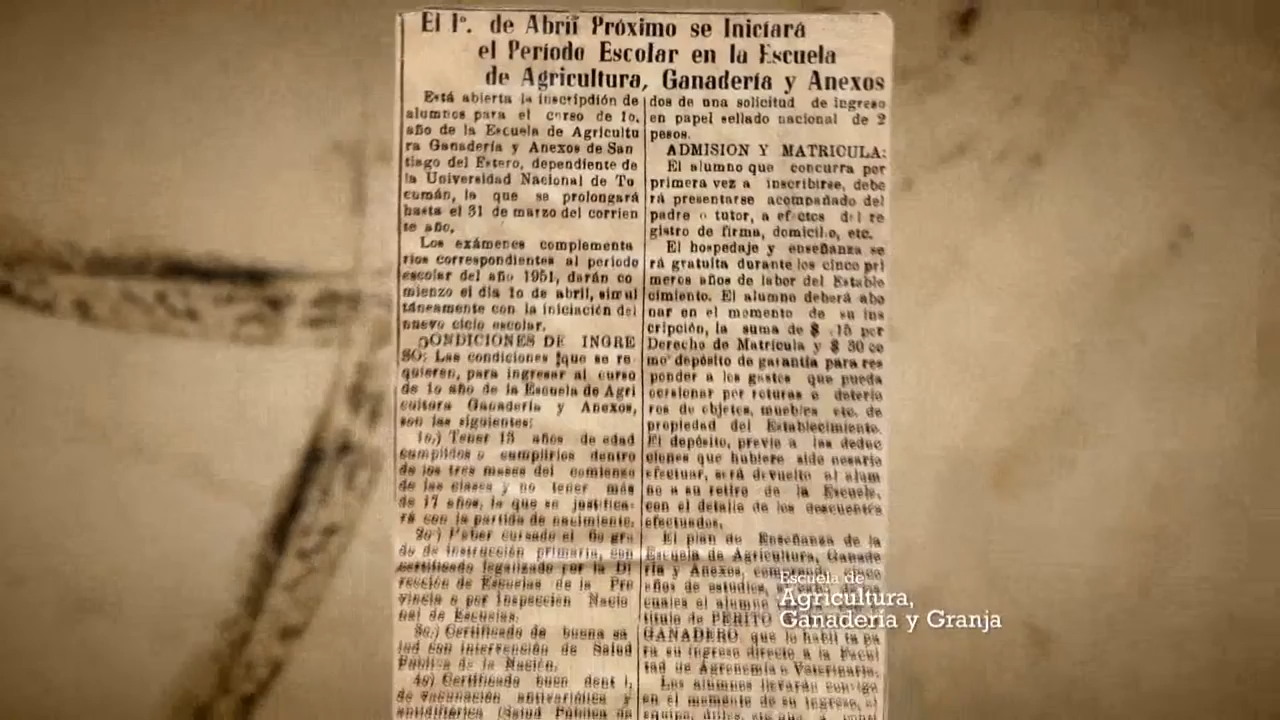 El 1º. de Abril Próximo se Iniciará
el Período Escolar en la Escuela
de Agricultura, Ganadería y Anexos
Está abierta la inscripdión de
alumnos para el curso de 1o.
año de la Escuela de Agricultu
ra Ganadería y Anexos de San
tiago del Estero, dependiente de
la Universidad Nacional de Tu
cumán, la que se prolongará
hasta el 31 de marzo del corrien
te año.
Los exámenes complementa
rios correspondientes al período
escolar del año 1951, darán co
mienzo el día 1o de abril, simul
táneamente con la iniciación del
nuevo ciclo escolar.
CONDICIONES DE INGRE
SO: Las condiciones que se re
quieren, para ingresar al curso
de 1o año de la Escuela de Agri
cultura Ganadería y Anexos,
son las siguientes:
1o.) Tener 13 años de edad
cumplidos o cumplirlos dentro
de los tres meses del comienzo
de las clases y no tener más
de 17 años, lo que se justifica
rá con la partida de nacimiento.
2o.) Haber cursado el 6o gra
do de instrucción primaria, con
certificado legalizado por la Di
rección de Escuelas de la Pro
vincia o por Inspección Nacio
nal de Escuelas.
3o.) Certificado de buena sa
lud con intervención de Salud
Pública de la Nación.
4o) Certificado buco dent
de vacunación antivariólica y
antidiftérica (Salud Pública de
dos de una solicitud de ingreso
en papel sellado nacional de 2
pesos.
ADMISION Y MATRICULA:
El alumno que concurra por
primera vez a inscribirse, debe
rá presentarse acompañado del
padre o tutor, a efectos del re
gistro de firma, domicilio, etc.
El hospedaje y enseñanza se
rá gratuita durante los cinco pri
meros años de labor del Estable
cimiento. El alumno deberá abo
nar en el momento de su ins
cripción, la suma de $ 15 por
Derecho de Matrícula y $ 30 co
mo depósito de garantía para res
ponder a los gastos que pueda
ocasionar por roturas o deterio
ros de objetos, muebles etc. de
propiedad del Establecimiento.
El depósito, previo a las deduc
ciones que hubiere sido nesario
efectuar, será devuelto al alum
no a su retiro de la Escuela,
con el detalle de los descuentos
efectuados.
El plan de Enseñanza de la
Escuela de Agricultura, Ganade
ría y Anexos, comprende cinco
años de estudios,
cuales el alumno
título de PERITO
GANADERO, que lo habilita pa
ra su ingreso directo a la Facul
tad de Agronomía o Veterinaria.
Los alumnos llevarán consigo
en el momento de su ingreso, el
equipo, útiles,
Escuela de
Agricultura,
Ganadería y Granja